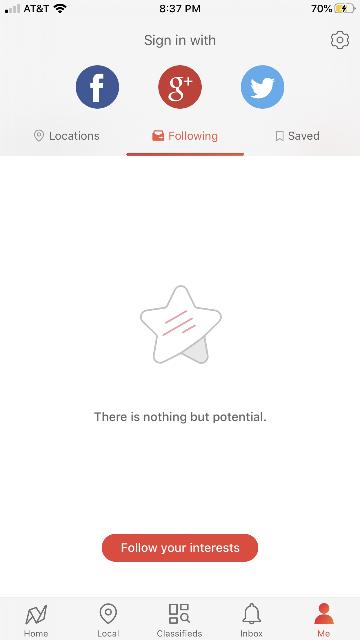 AT&T 8:37 PM 70%
Sign in with
f g+
Locations Following Saved
There is nothing but potential.
Follow your interests
Home Local Classifieds Inbox Me